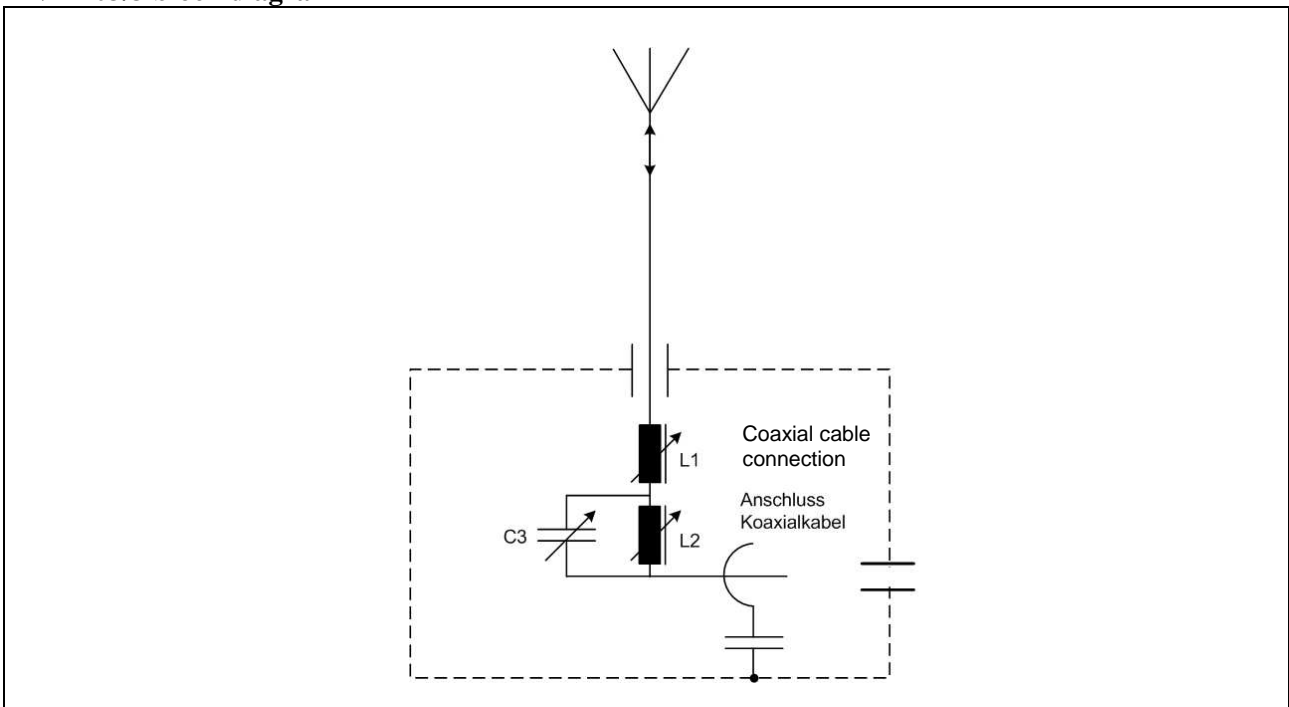 Coaxial cable
connection
L1
Anschluss
Koaxialkabel
C3
L2